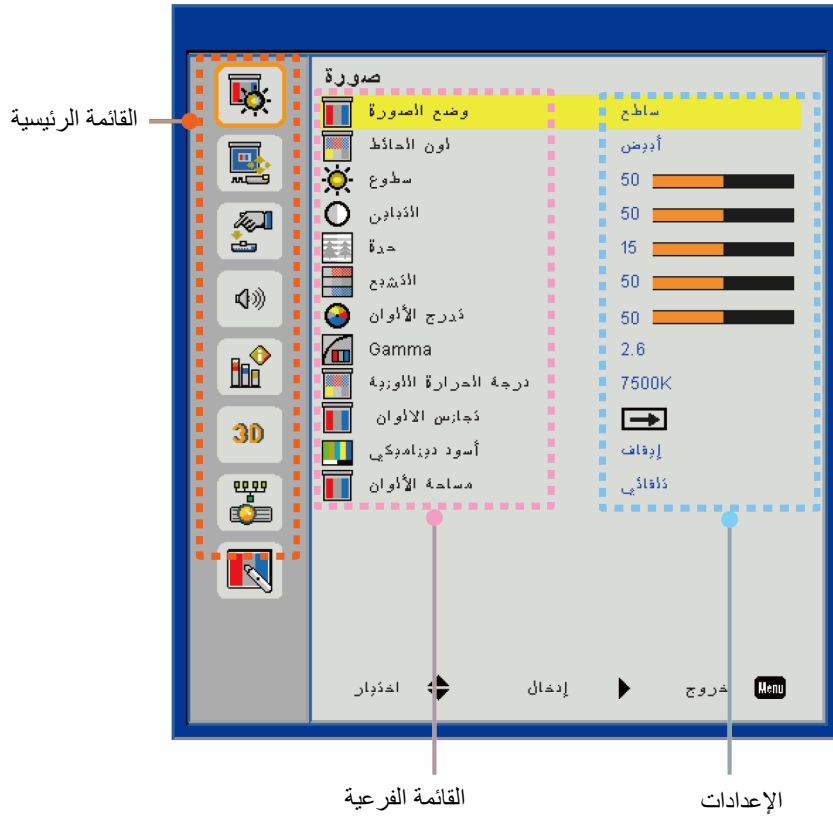 صورة
وضع الصورة ساطع
القائمة الرئيسية
لون الحائط أبيض
سطوع 50
التباين 50
حدة 15
التشبع 50
تدرج الألوان 50
Gamma 2.6
درجة الحرارة اللونية 7500K
3D
تجانس الالوان
أسود ديناميكي إيقاف
مساحة الألوان تلقائي
اختيار إدخال خروج Menu
القائمة الفرعية الإعدادات